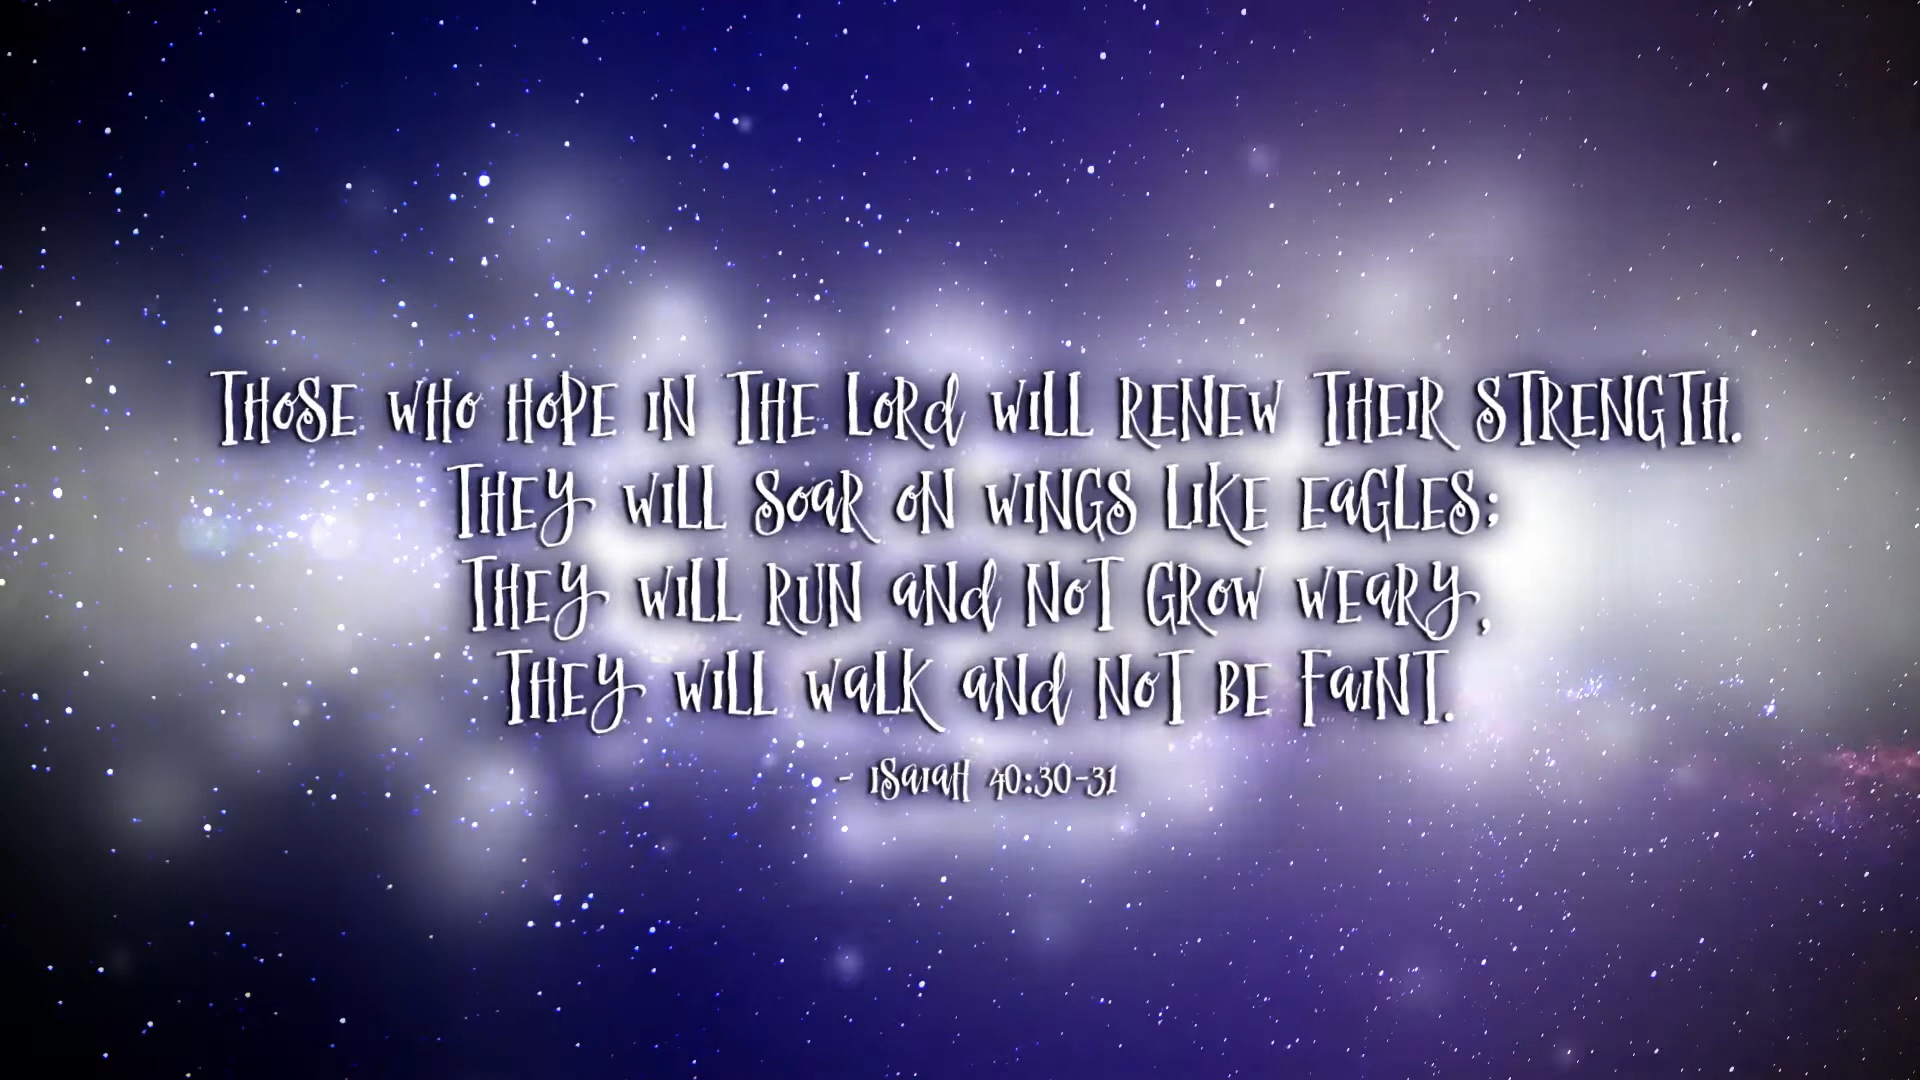 Those who hope in the Lord will renew their strength.
They will soar on wings like eagles;
They will run and not grow weary,
They will walk and not be faint.
- Isaiah 40:30-31